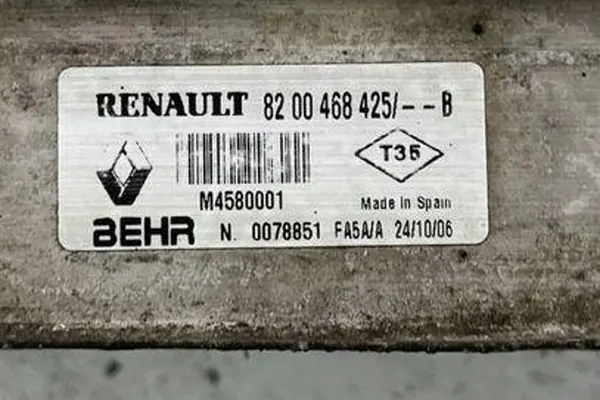 RENAULT 82 00 468 425/--B
T35
M4580001
Made in Spain
BEHR N. 0078851 FA5A/A 24/10/06